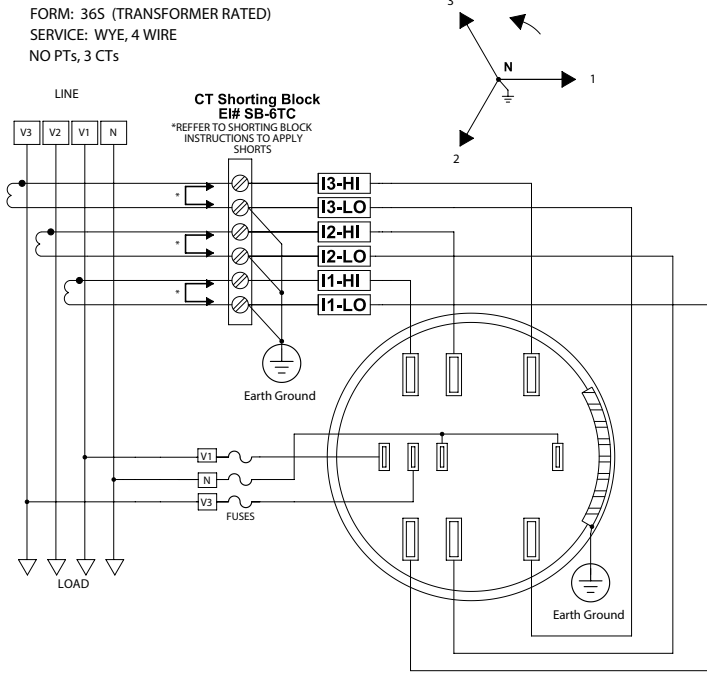 FORM: 36S (TRANSFORMER RATED)
SERVICE: WYE, 4 WIRE
NO PTs, 3 CTs
3
N
1
2
LINE
V3 V2 V1 N
CT Shorting Block
EI# SB-6TC
*REFFER TO SHORTING BLOCK
INSTRUCTIONS TO APPLY
SHORTS
*
*
*
I3-HI
I3-LO
I2-HI
I2-LO
I1-HI
I1-LO
Earth Ground
V1
N
V3
FUSES
LOAD
Earth Ground